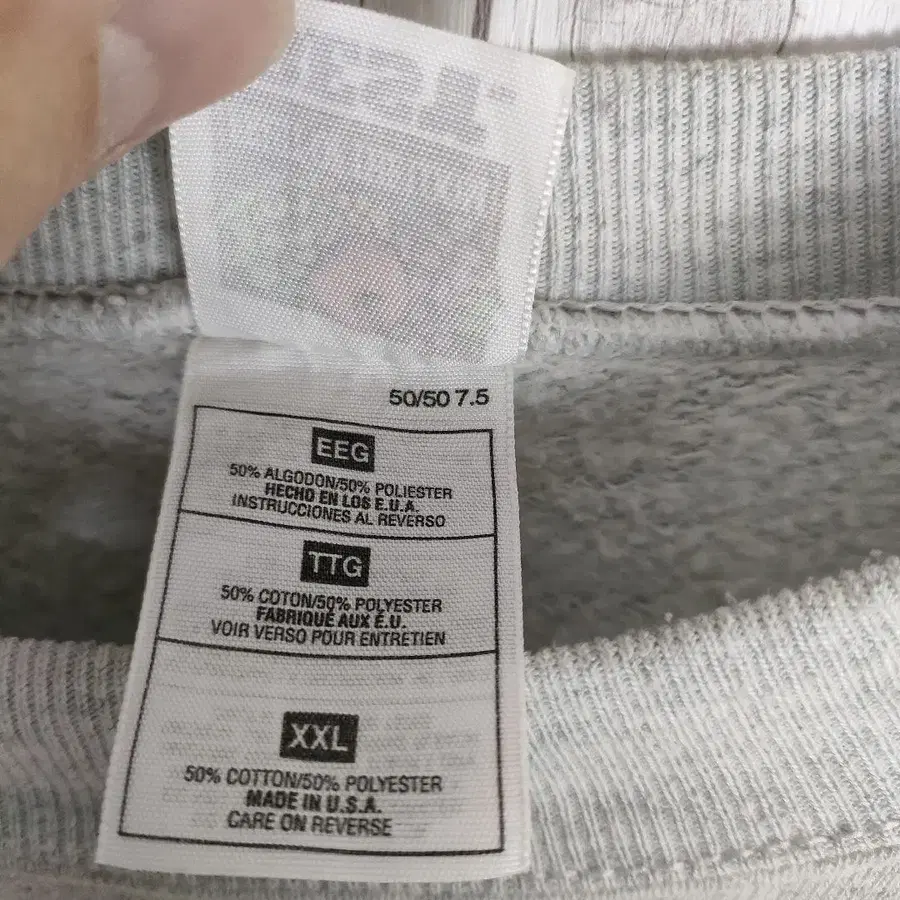 50/50 7.5
EEG
50% ALGODON/50% POLIESTER
HECHO EN LOS E.U.A.
INSTRUCCIONES AL REVERSO
TTG
50% COTON/50% POLYESTER
FABRIQUÉ AUX É.U.
VOIR VERSO POUR ENTRETIEN
XXL
50% COTTON/50% POLYESTER
MADE IN U.S.A.
CARE ON REVERSE